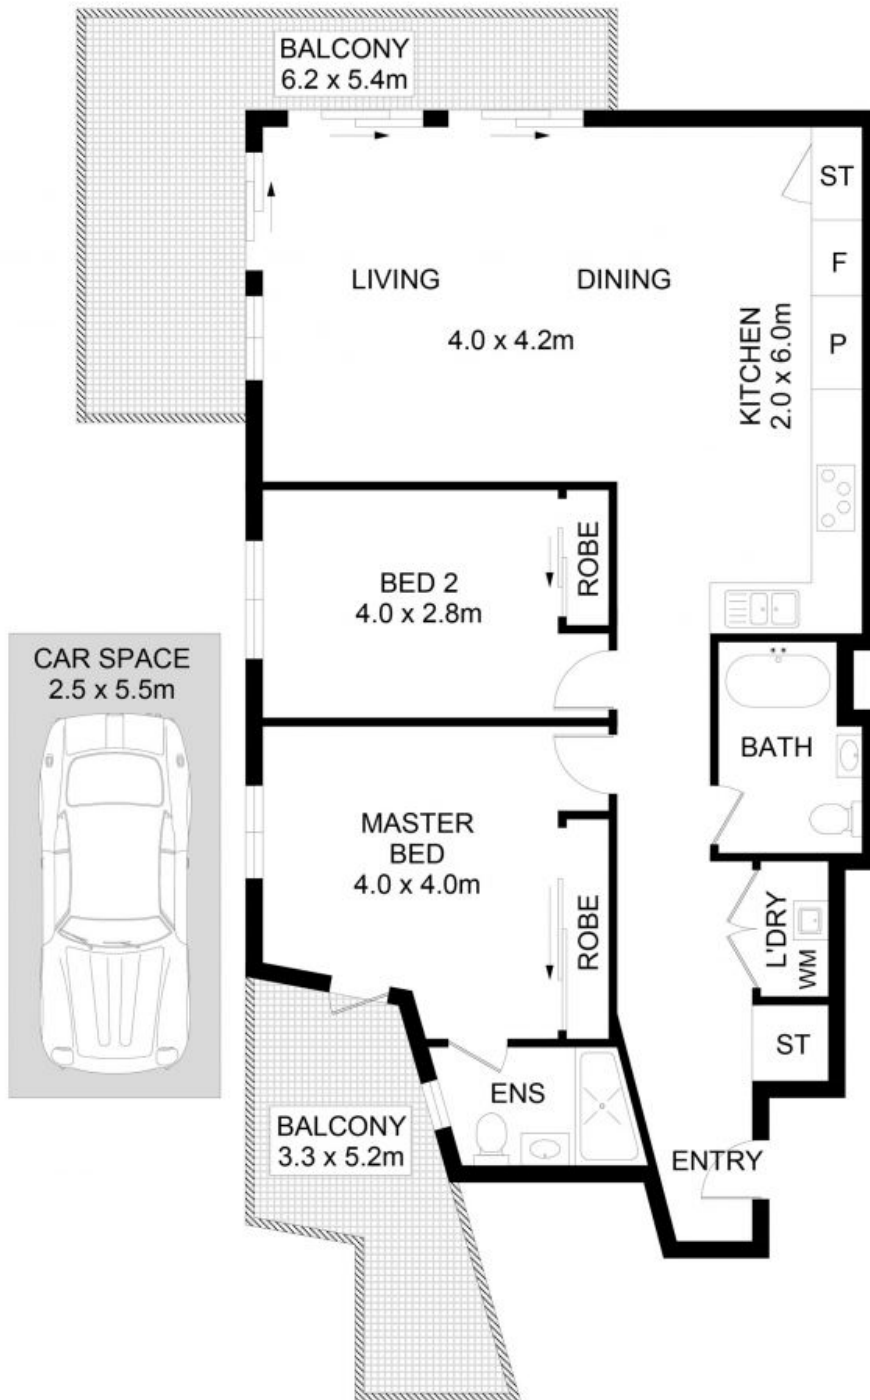 BALCONY
6.2 x 5.4m
ST
F
P
LIVING
DINING
4.0 x 4.2m
KITCHEN
2.0 x 6.0m
BED 2
4.0 x 2.8m
ROBE
CAR SPACE
2.5 x 5.5m
BATH
MASTER
BED
4.0 x 4.0m
ROBE
L'DRY
WM
ST
ENS
BALCONY
3.3 x 5.2m
ENTRY